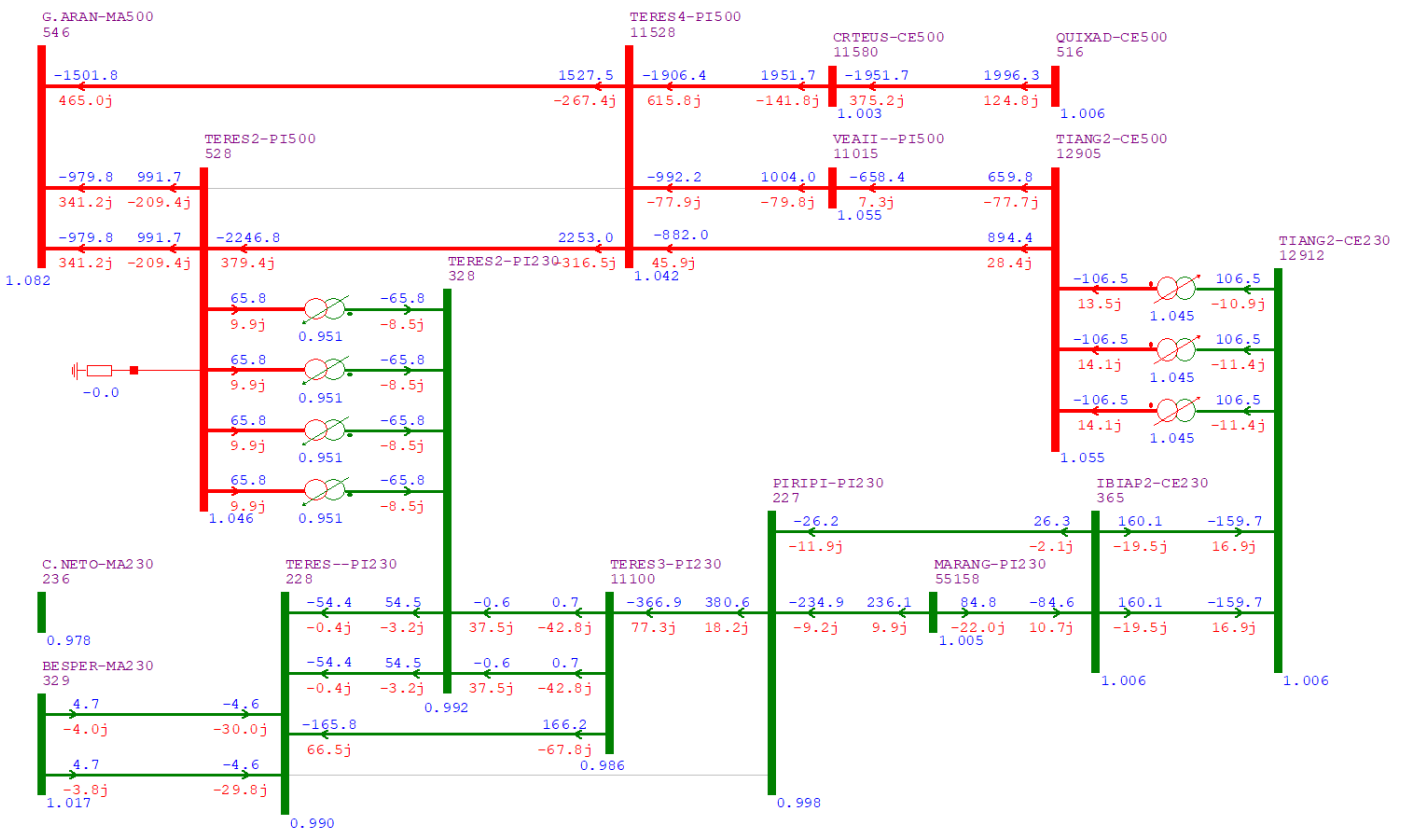 G.ARAN-MA500
546
TERES4-PI500
11528
CRTEUS-CE500
11580
QUIXAD-CE500
516
-1501.8
1527.5
-1906.4
1951.7
-1951.7
1996.3
465.0j
-267.4j
615.8j
-141.8j
375.2j
124.8j
1.003
1.006
TERES2-PI500
528
VEAII--PI500
11015
TIANG2-CE500
12905
-979.8
991.7
-992.2
1004.0
-658.4
659.8
341.2j
-209.4j
-77.9j
-79.8j
7.3j
-77.7j
1.055
-979.8
991.7
-2246.8
2253.0
-882.0
894.4
341.2j
-209.4j
379.4j
-316.5j
45.9j
28.4j
1.082
1.042
TERES2-PI230
328
TIANG2-CE230
12912
-106.5
106.5
13.5j
-10.9j
1.045
65.8
-65.8
9.9j
-8.5j
0.951
-106.5
106.5
14.1j
-11.4j
1.045
65.8
-65.8
9.9j
-8.5j
0.951
-0.0
-106.5
106.5
14.1j
-11.4j
1.045
65.8
-65.8
9.9j
-8.5j
0.951
1.055
65.8
-65.8
9.9j
-8.5j
1.046
0.951
PIRIPI-PI230
227
IBIAP2-CE230
365
-26.2
26.3
160.1
-159.7
-11.9j
-2.1j
-19.5j
16.9j
C.NETO-MA230
236
TERES--PI230
228
TERES3-PI230
11100
MARANG-PI230
55158
-54.4
54.5
-0.6
0.7
-366.9
380.6
-234.9
236.1
84.8
-84.6
160.1
-159.7
-0.4j
-3.2j
37.5j
-42.8j
77.3j
18.2j
-9.2j
9.9j
-22.0j
10.7j
-19.5j
16.9j
0.978
1.005
BESPER-MA230
329
-54.4
54.5
-0.6
0.7
-0.4j
-3.2j
37.5j
-42.8j
1.006
1.006
4.7
-4.6
0.992
-4.0j
-30.0j
-165.8
166.2
66.5j
-67.8j
4.7
-4.6
0.986
-3.8j
-29.8j
1.017
0.998
0.990